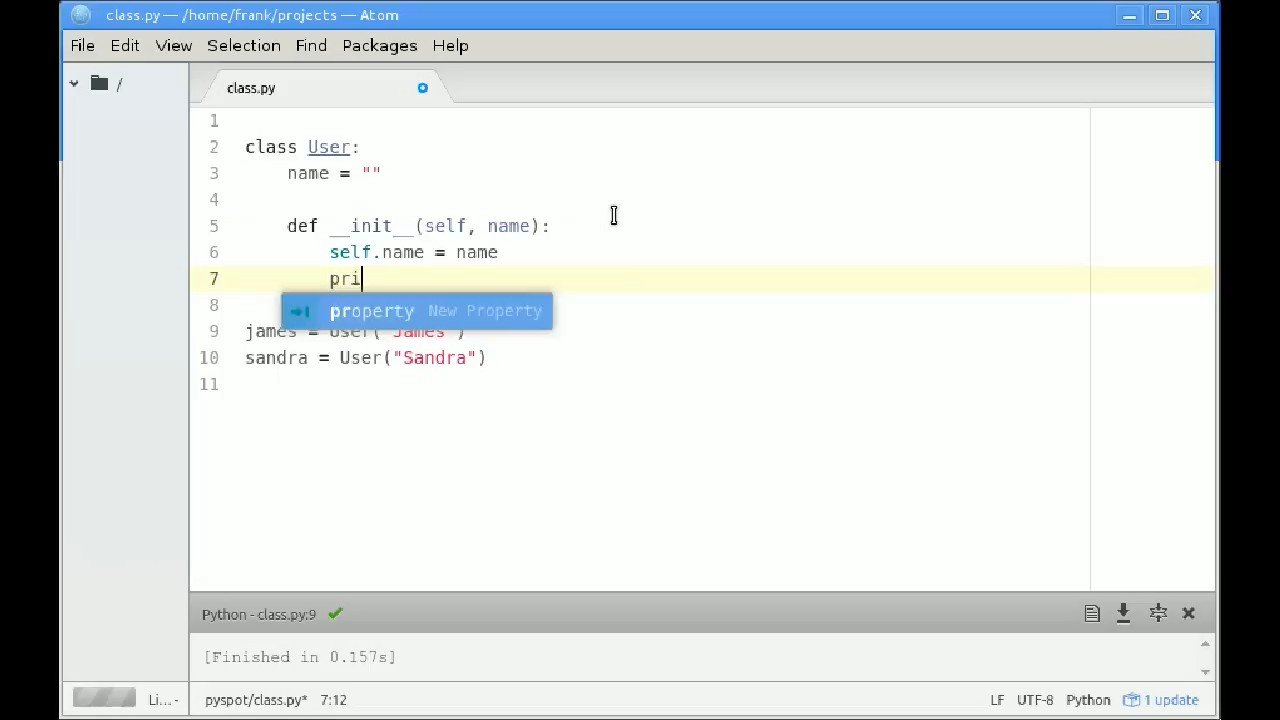 class.py — /home/frank/projects — Atom
File Edit View Selection Find Packages Help
/
class.py
1
2 class User:
3 name = ""
4
5 def __init__(self, name):
6 self.name = name
7 pri
property New Property
8
9 james = User("James")
10 sandra = User("Sandra")
11
Python - class.py:9
[Finished in 0.157s]
Li... - pyspot/class.py* 7:12 LF UTF-8 Python 1 update